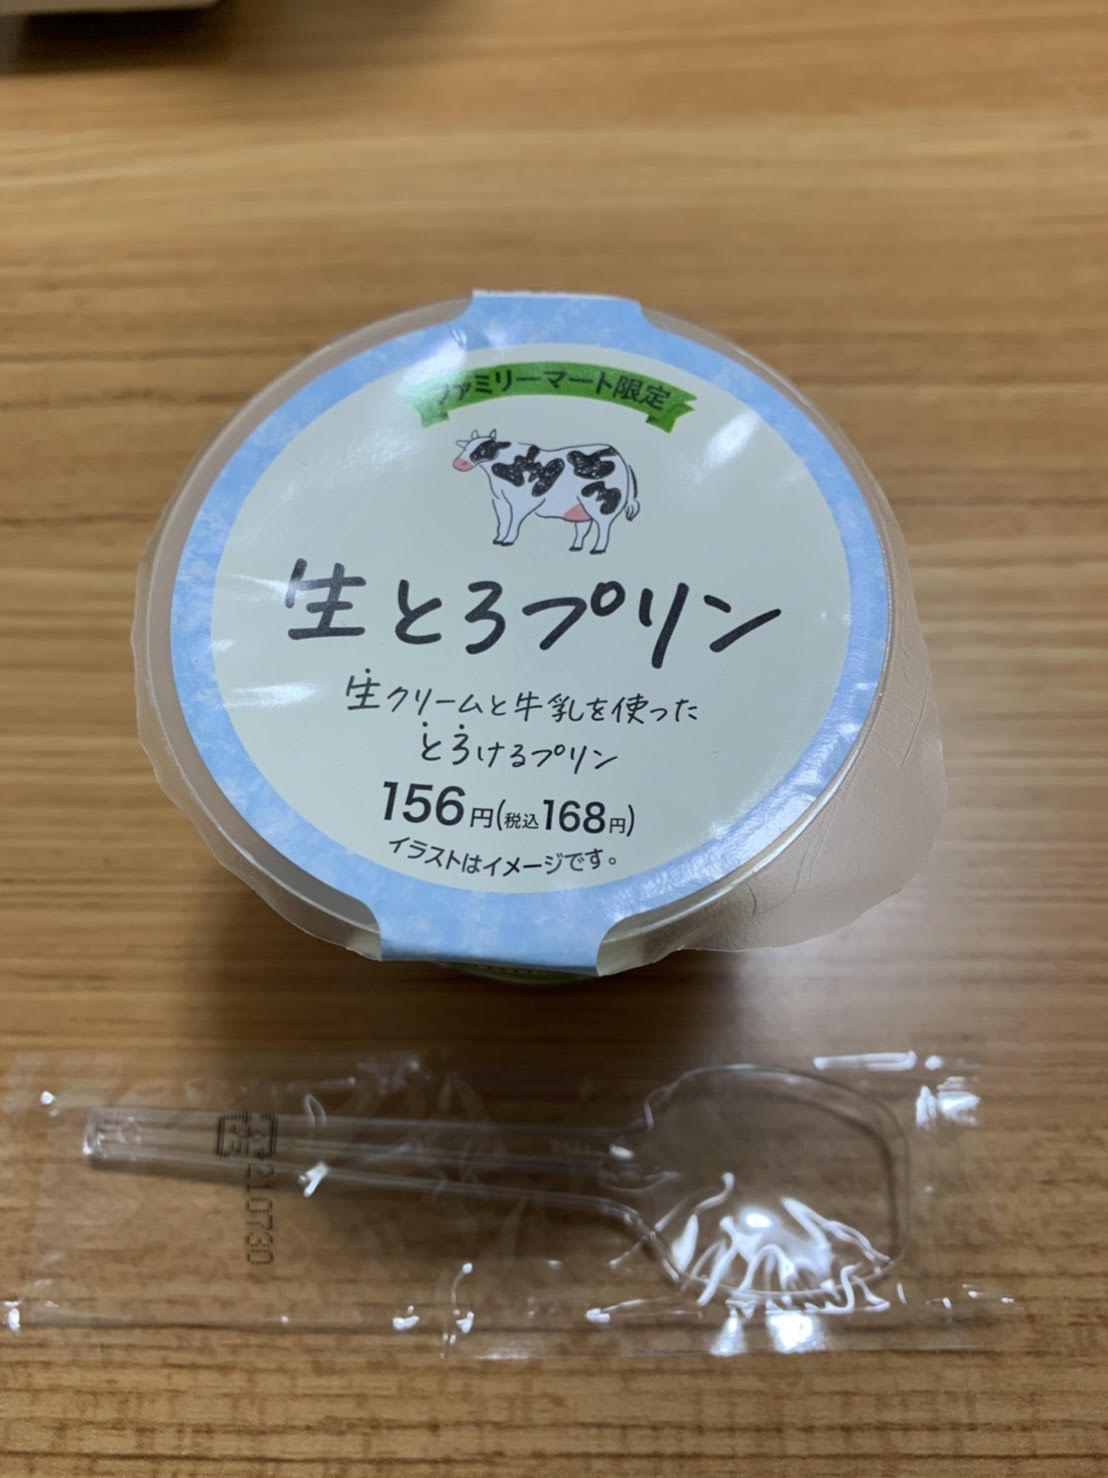 ファミリーマート限定
生とろプリン
生クリームと牛乳を使った
とろけるプリン
156円(税込168円)
イラストはイメージです。